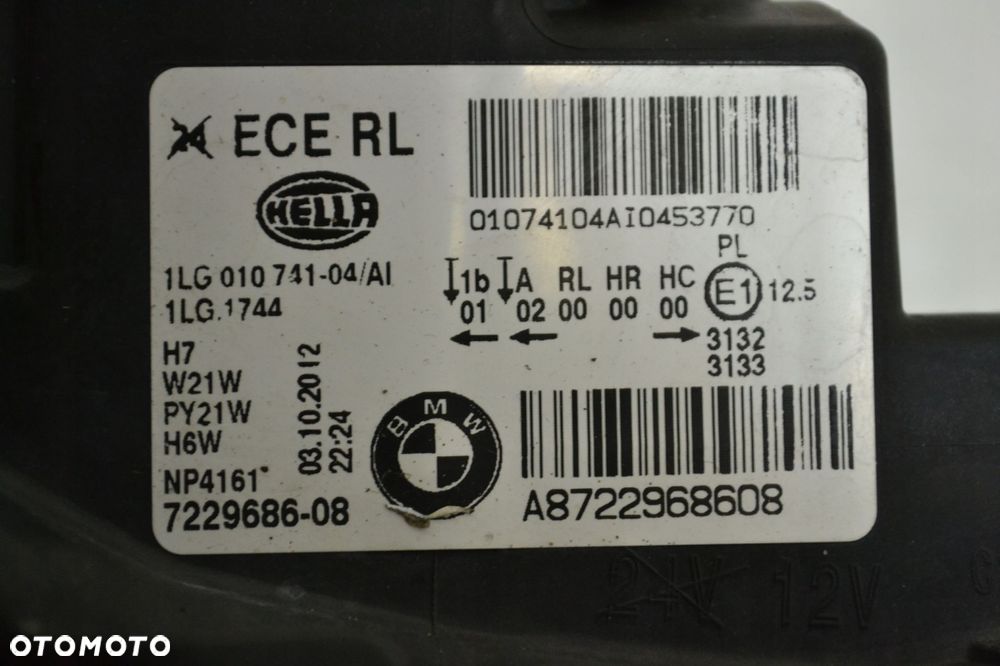 24 ECE RL
HELLA
1LG 010 741-04/AI
1LG.1744
H7
W21W
PY21W
H6W
NP4161
7229686-08
03.10.2012
22:24
BMW
01074104AI0453770
PL
1b A RL HR HC E1 12.5
01 02 00 00 00
3132
3133
A8722968608
24V 12V
OTOMOTO